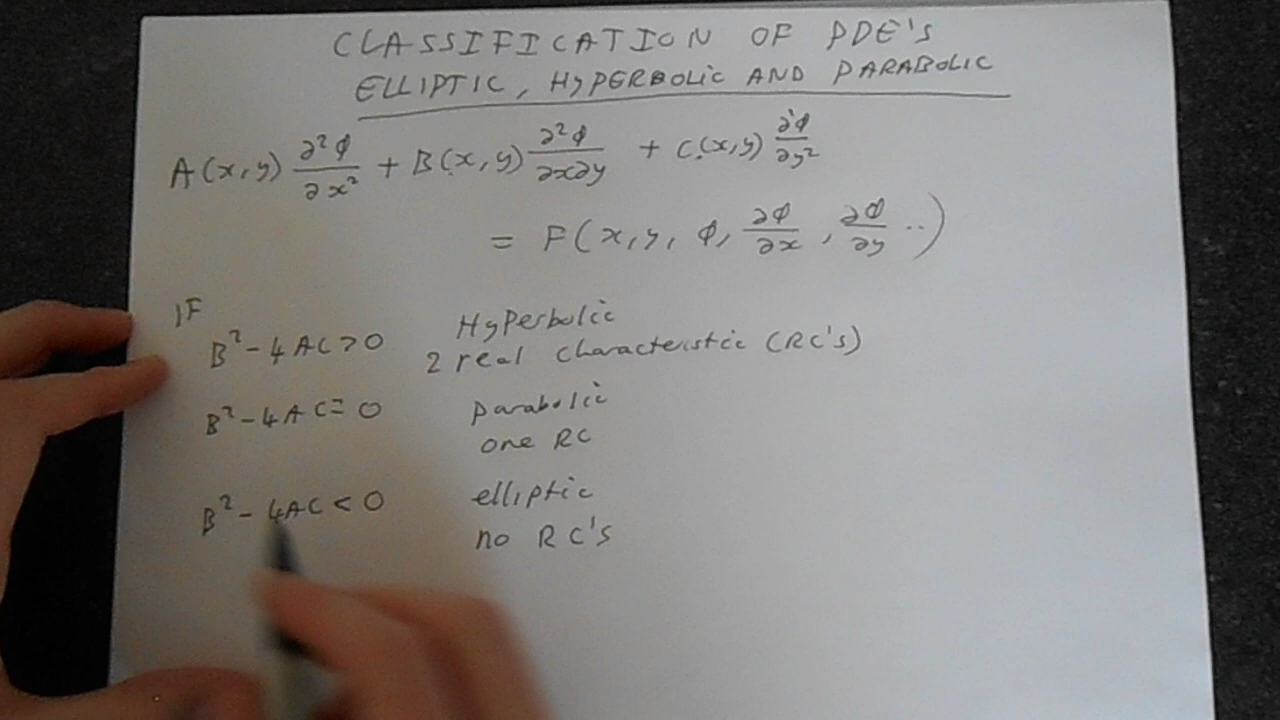 CLASSIFICATION OF PDE's
ELLIPTIC, HYPERBOLIC AND PARABOLIC
A(x,y) ∂²ϕ/∂x² + B(x,y) ∂²ϕ/∂x∂y + C(x,y) ∂²ϕ/∂y²
= F(x,y, ϕ, ∂ϕ/∂x, ∂ϕ/∂y ..)
IF
B²-4AC>0 Hyperbolic
2 real characteristic (RC's)
B²-4AC=0 parabolic
one RC
B²-4AC<0 elliptic
no RC's